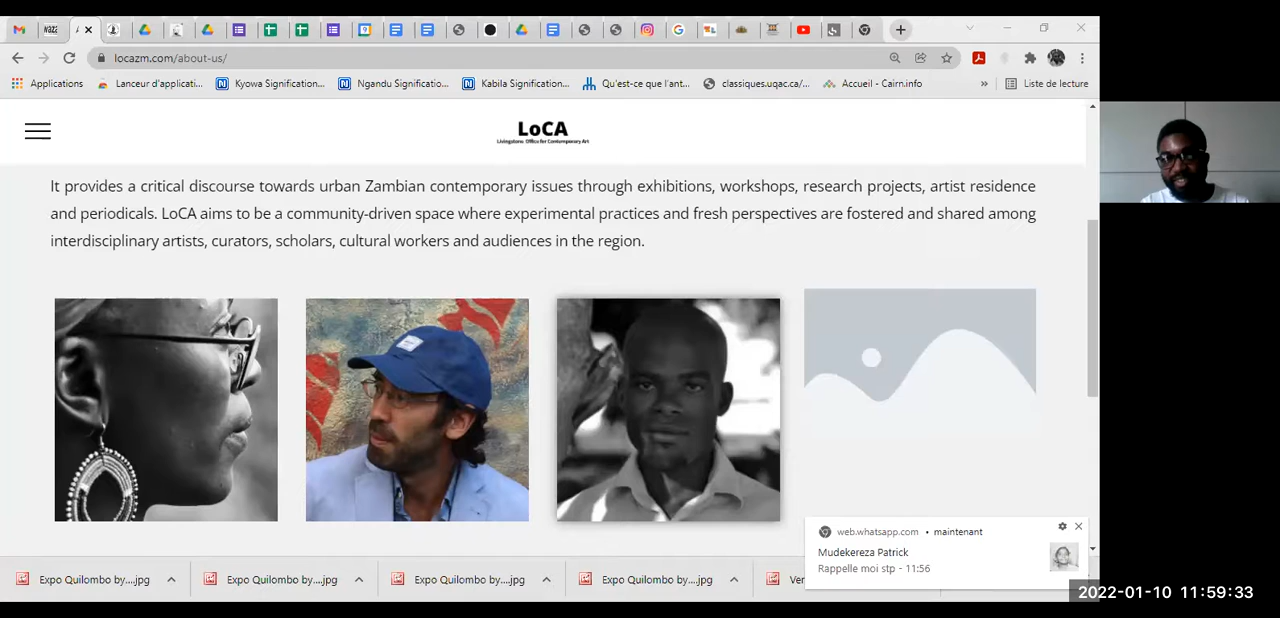 locazm.com/about-us/
Applications
Lanceur d'applicati...
Kyowa Significatio...
Ngandu Significatio...
Kabila Signification...
Qu'est-ce que l'ant...
classiques.uqac.ca/...
Accueil - Cairn.info
»
Liste de lecture
LoCA
Livingstone Office for Contemporary Art
It provides a critical discourse towards urban Zambian contemporary issues through exhibitions, workshops, research projects, artist residence
and periodicals. LoCA aims to be a community-driven space where experimental practices and fresh perspectives are fostered and shared among
interdisciplinary artists, curators, scholars, cultural workers and audiences in the region.
web.whatsapp.com • maintenant
Mudekereza Patrick
Rappelle moi stp - 11:56
Expo Quilombo by....jpg
Expo Quilombo by....jpg
Expo Quilombo by....jpg
Expo Quilombo by....jpg
Ver
2022-01-10 11:59:33